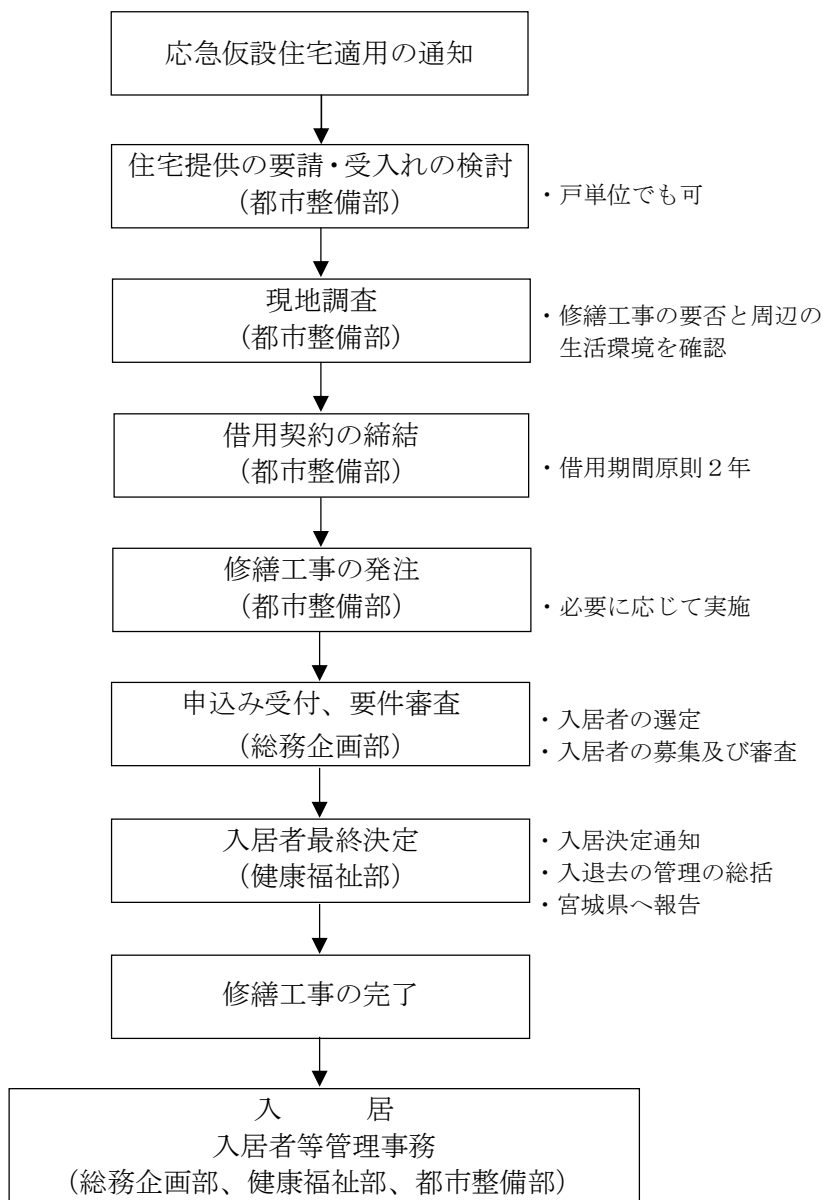 応急仮設住宅適用の通知
住宅提供の要請・受入れの検討
（都市整備部）
・戸単位でも可
現地調査
（都市整備部）
・修繕工事の要否と周辺の
生活環境を確認
借用契約の締結
（都市整備部）
・借用期間原則２年
修繕工事の発注
（都市整備部）
・必要に応じて実施
申込み受付、要件審査
（総務企画部）
・入居者の選定
・入居者の募集及び審査
入居者最終決定
（健康福祉部）
・入居決定通知
・入退去の管理の総括
・宮城県へ報告
修繕工事の完了
入　　　居
入居者等管理事務
（総務企画部、健康福祉部、都市整備部）